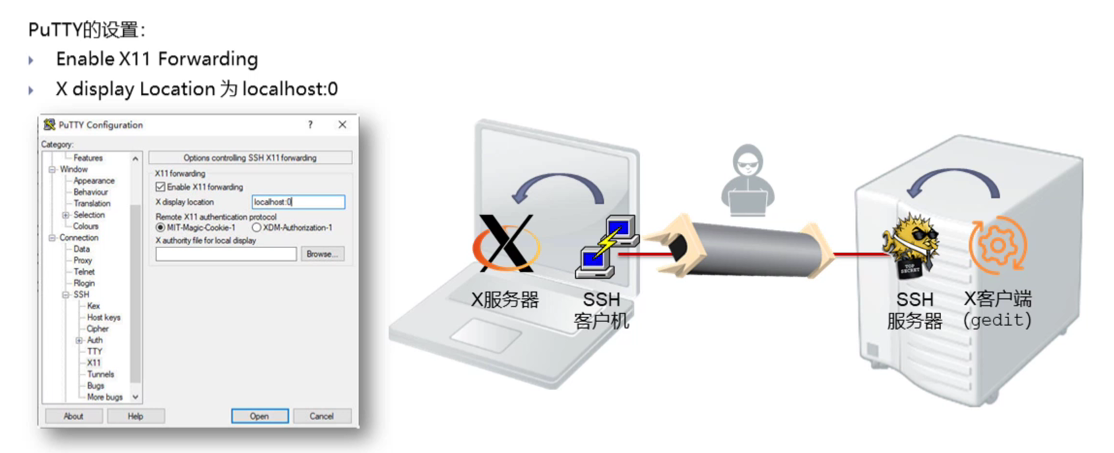 PuTTY的设置：
Enable X11 Forwarding
X display Location 为 localhost:0
PuTTY Configuration
Category:
Features
Window
Appearance
Behaviour
Translation
Selection
Colours
Connection
Data
Proxy
Telnet
Rlogin
SSH
Kex
Host keys
Cipher
Auth
TTY
X11
Tunnels
Bugs
More bugs
Options controlling SSH X11 forwarding
X11 forwarding
Enable X11 forwarding
X display location localhost:0
Remote X11 authentication protocol
MIT-Magic-Cookie-1 XDM-Authorization-1
X authority file for local display
Browse...
About Help Open Cancel
X服务器
SSH
客户机
TOP
SECRET
SSH
服务器
X客户端
(gedit)